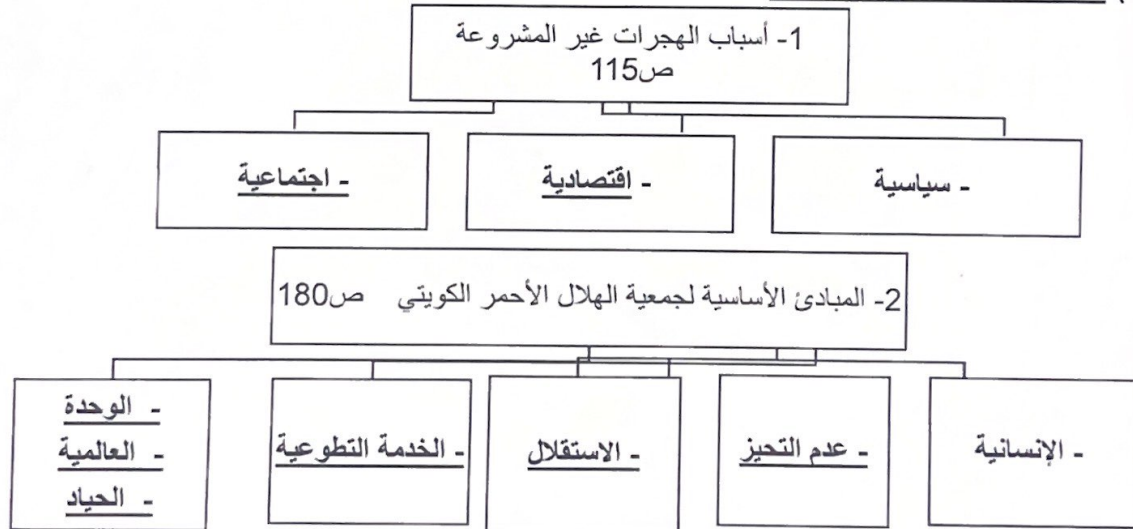 1- أسباب الهجرات غير المشروعة
ص115
- سياسية
- اقتصادية
- اجتماعية
2- المبادئ الأساسية لجمعية الهلال الأحمر الكويتي ص180
- الإنسانية
- عدم التحيز
- الاستقلال
- الخدمة التطوعية
- الوحدة
- العالمية
- الحياد